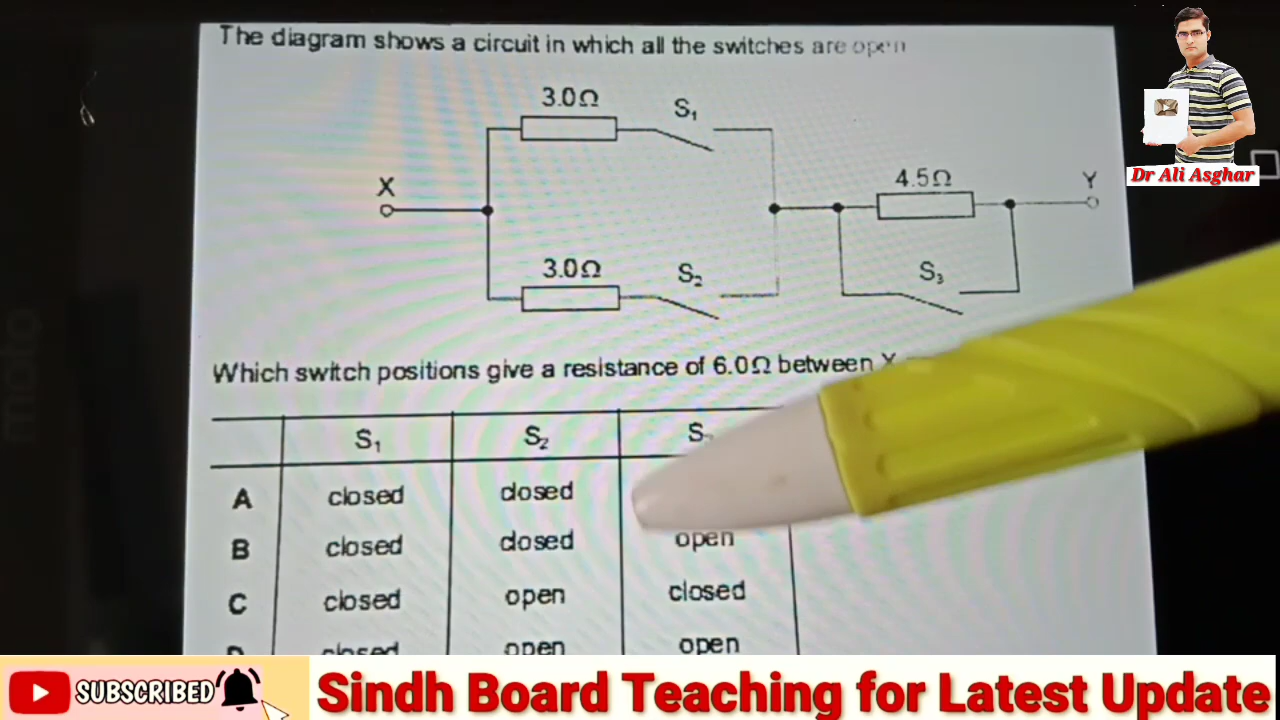 The diagram shows a circuit in which all the switches are open
3.0Ω
S₁
X
4.5Ω
Y
Dr Ali Asghar
3.0Ω
S₂
S₃
Which switch positions give a resistance of 6.0Ω between X
S₁ S₂
A closed closed
B closed closed open
C closed open closed
D closed open open
SUBSCRIBED Sindh Board Teaching for Latest Update